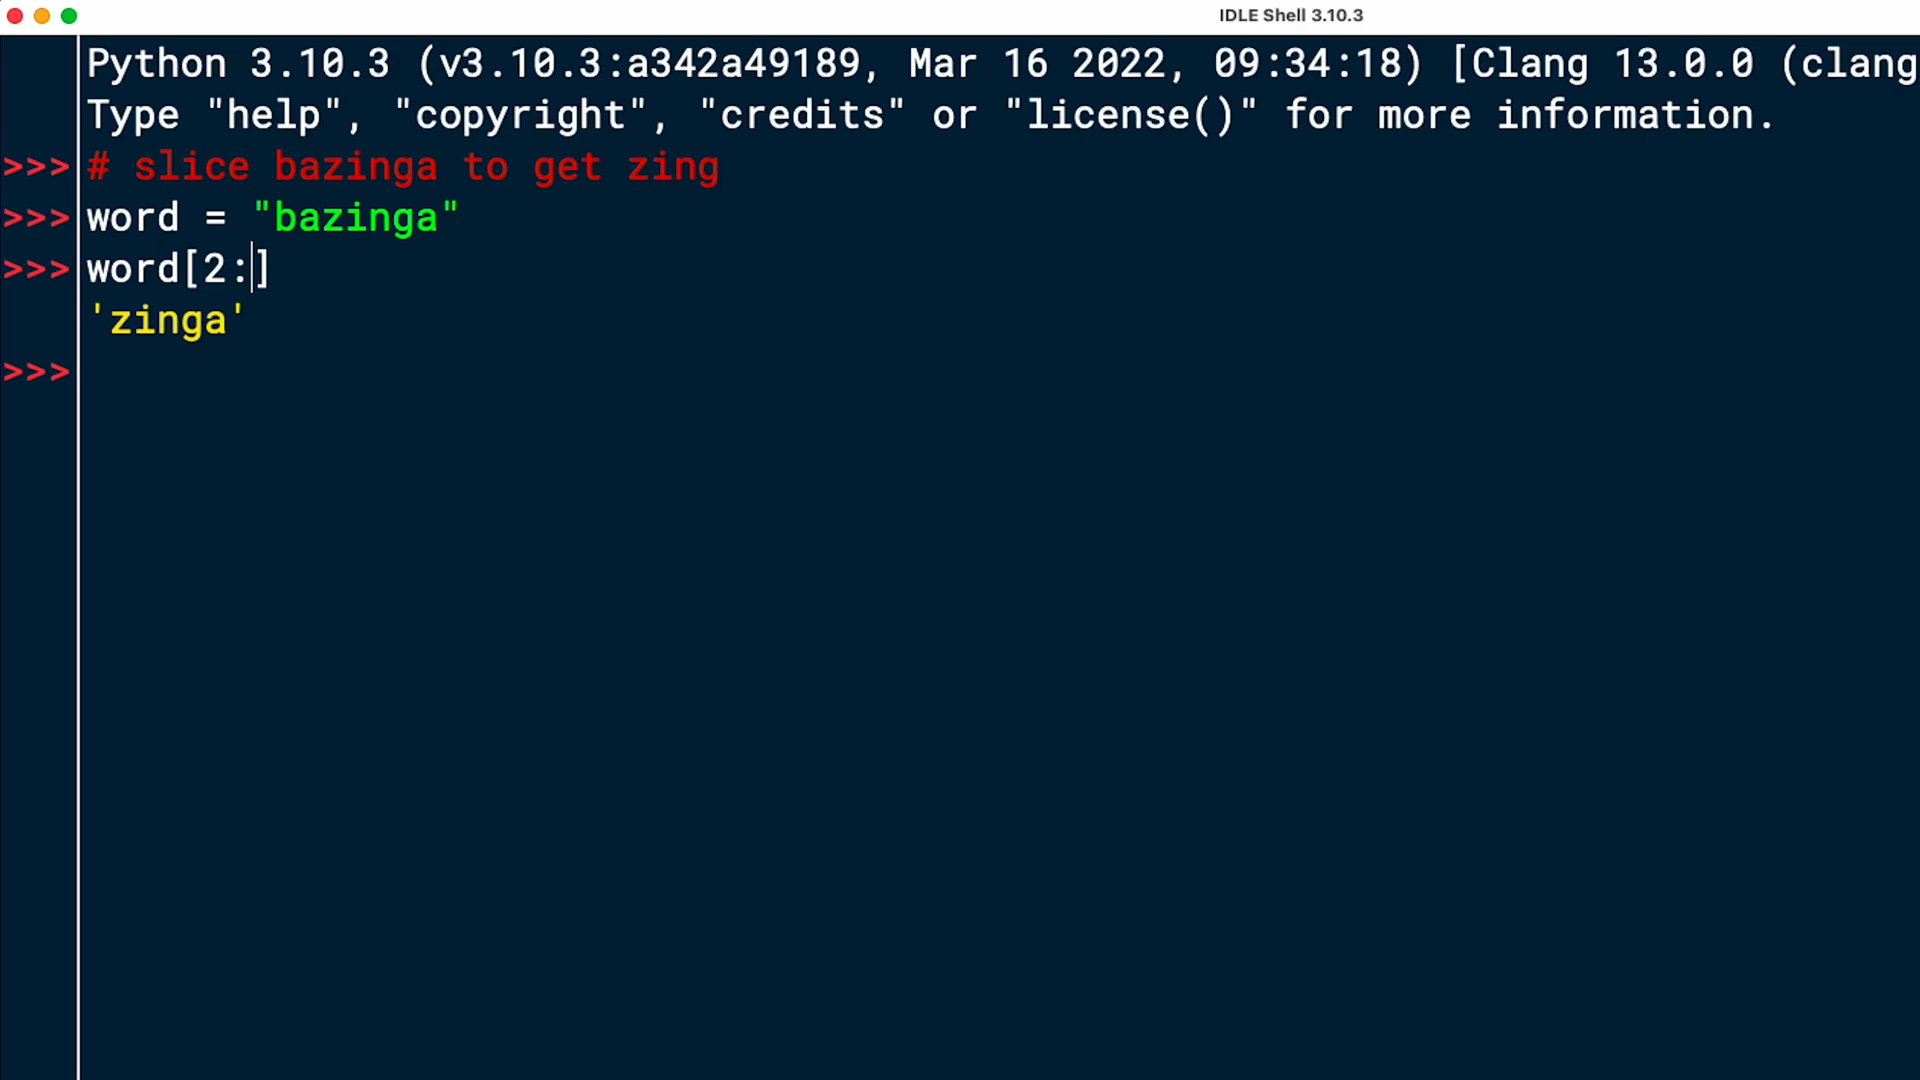 IDLE Shell 3.10.3
Python 3.10.3 (v3.10.3:a342a49189, Mar 16 2022, 09:34:18) [Clang 13.0.0 (clang
Type "help", "copyright", "credits" or "license()" for more information.
>>> # slice bazinga to get zing
>>> word = "bazinga"
>>> word[2:]
'zinga'
>>>